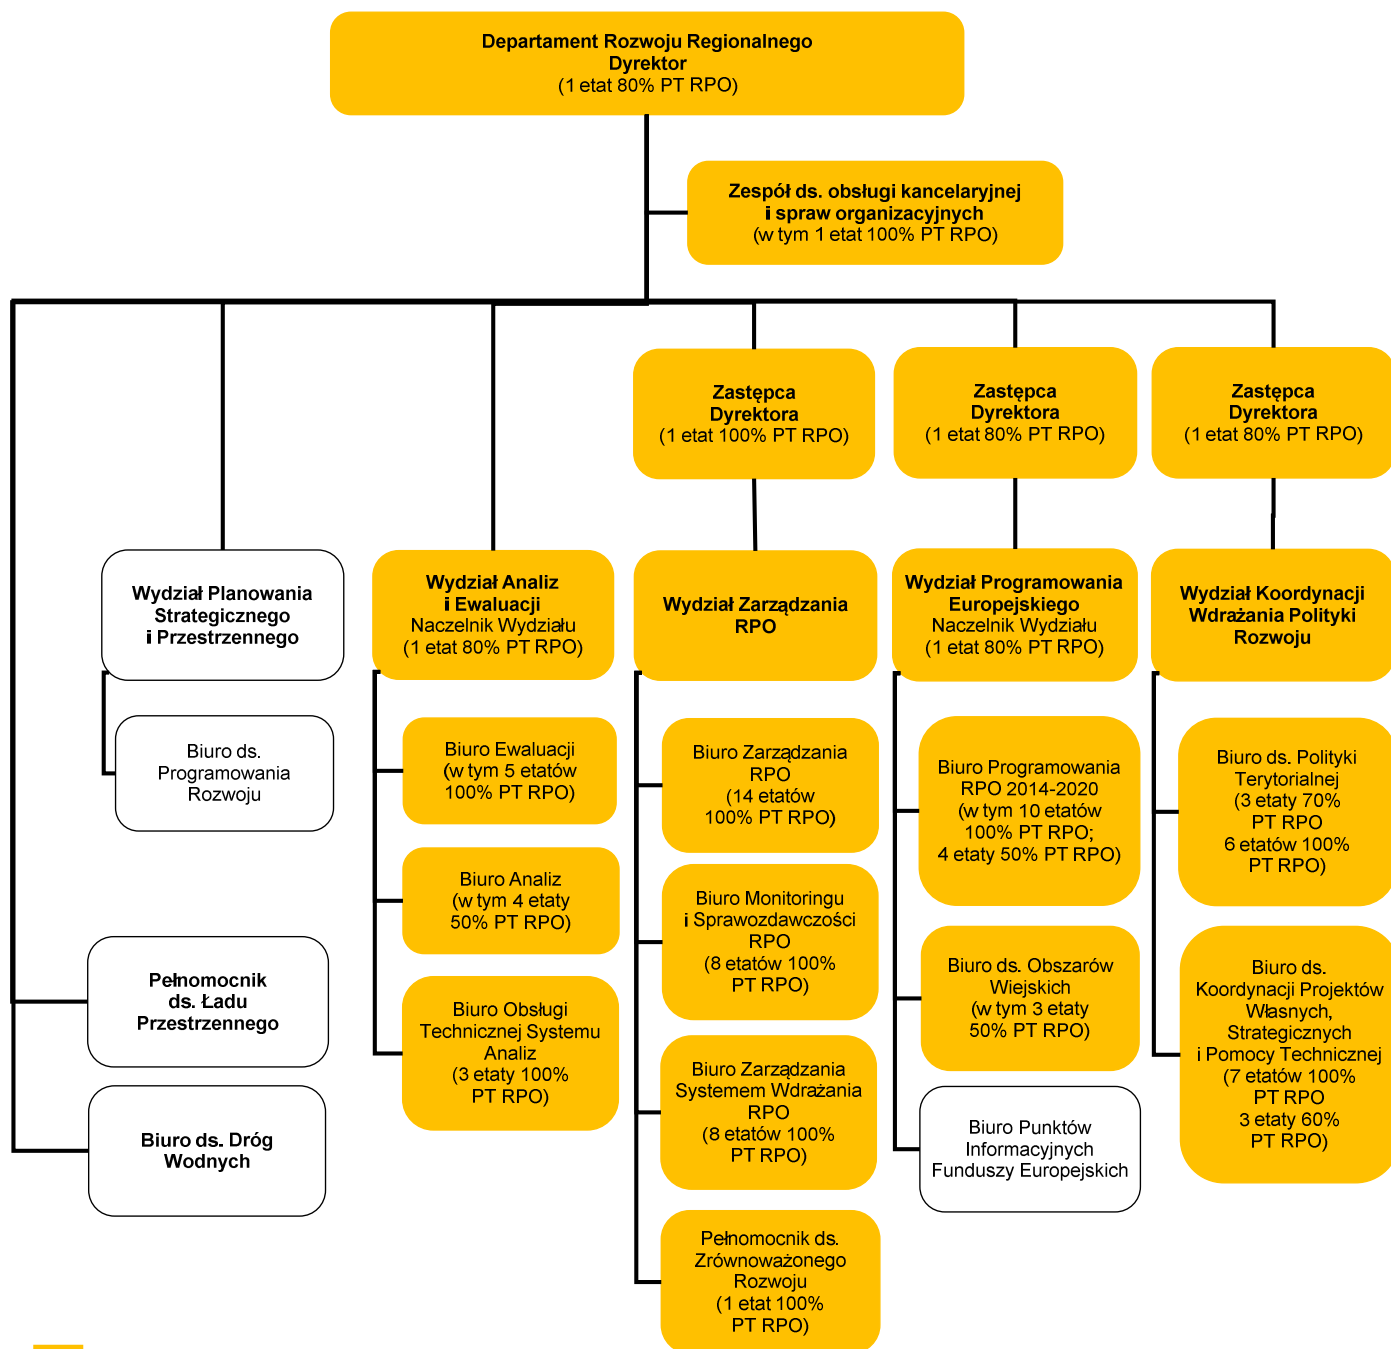 Departament Rozwoju Regionalnego
Dyrektor
(1 etat 80% PT RPO)
Zespół ds. obsługi kancelaryjnej
i spraw organizacyjnych
(w tym 1 etat 100% PT RPO)
Zastępca
Dyrektora
(1 etat 100% PT RPO)
Zastępca
Dyrektora
(1 etat 80% PT RPO)
Zastępca
Dyrektora
(1 etat 80% PT RPO)
Wydział Planowania
Strategicznego
i Przestrzennego
Biuro ds.
Programowania
Rozwoju
Pełnomocnik
ds. Ładu
Przestrzennego
Biuro ds. Dróg
Wodnych
Wydział Analiz
i Ewaluacji
Naczelnik Wydziału
(1 etat 80% PT RPO)
Biuro Ewaluacji
(w tym 5 etatów
100% PT RPO)
Biuro Analiz
(w tym 4 etaty
50% PT RPO)
Biuro Obsługi
Technicznej Systemu
Analiz
(3 etaty 100%
PT RPO)
Wydział Zarządzania
RPO
Biuro Zarządzania
RPO
(14 etatów
100% PT RPO)
Biuro Monitoringu
i Sprawozdawczości
RPO
(8 etatów 100%
PT RPO)
Biuro Zarządzania
Systemem Wdrażania
RPO
(8 etatów 100%
PT RPO)
Pełnomocnik ds.
Zrównoważonego
Rozwoju
(1 etat 100%
PT RPO)
Wydział Programowania
Europejskiego
Naczelnik Wydziału
(1 etat 80% PT RPO)
Biuro Programowania
RPO 2014-2020
(w tym 10 etatów
100% PT RPO;
4 etaty 50% PT RPO)
Biuro ds. Obszarów
Wiejskich
(w tym 3 etaty
50% PT RPO)
Biuro Punktów
Informacyjnych
Funduszy Europejskich
Wydział Koordynacji
Wdrażania Polityki
Rozwoju
Biuro ds. Polityki
Terytorialnej
(3 etaty 70%
PT RPO
6 etatów 100%
PT RPO)
Biuro ds.
Koordynacji Projektów
Własnych,
Strategicznych
i Pomocy Technicznej
(7 etatów 100%
PT RPO
3 etaty 60%
PT RPO)